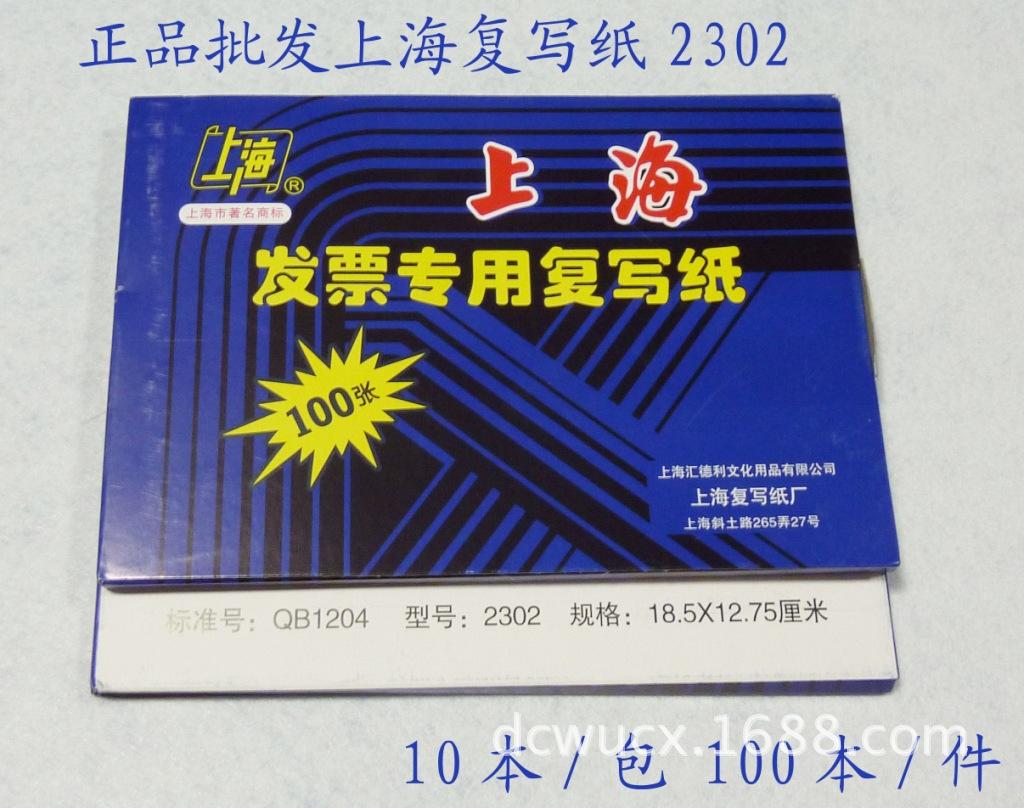 正品批发上海复写纸 2302
上海
®
上海市著名商标
上 海
发票专用复写纸
100张
上海汇德利文化用品有限公司
上海复写纸厂
上海斜土路265弄27号
标准号：QB1204 型号：2302 规格：18.5X12.75厘米
dcwucx.1688.com
10本/包 100本/件